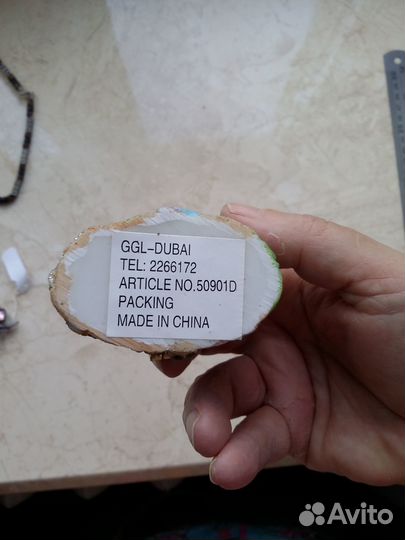 GGL-DUBAI
TEL: 2266172
ARTICLE NO.50901D
PACKING
MADE IN CHINA
Avito